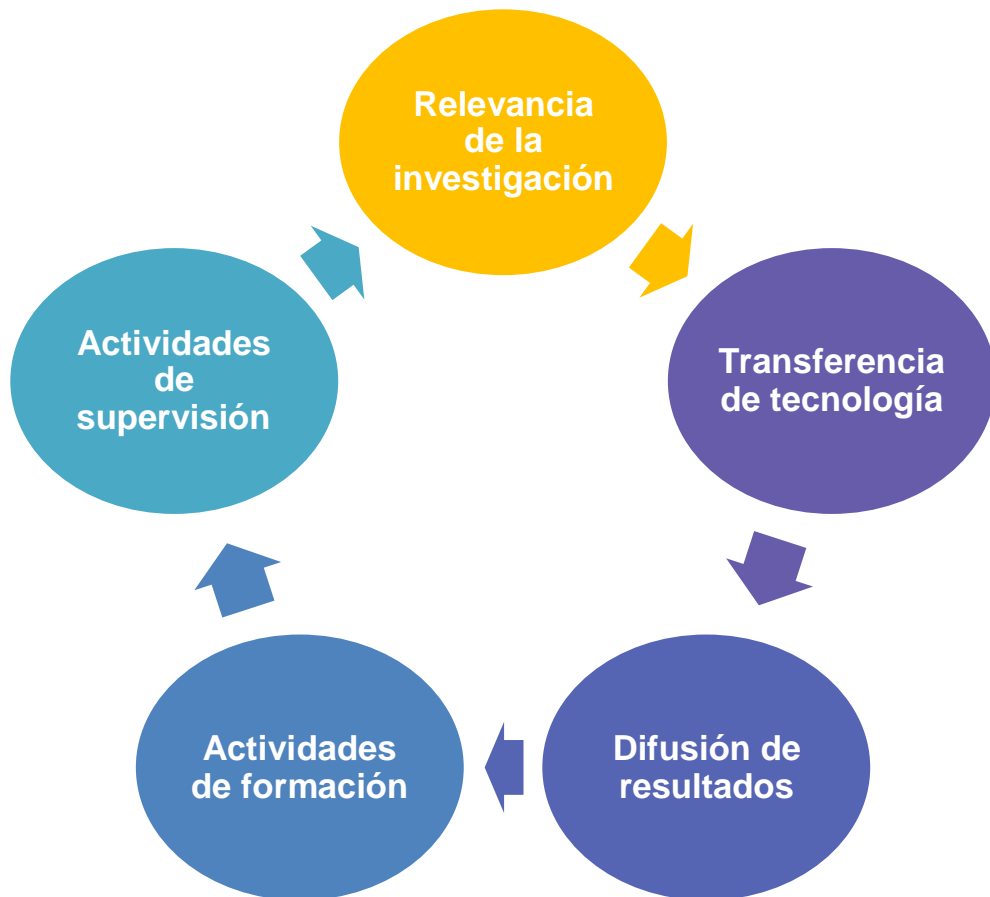 Relevancia
de la
investigación
Transferencia
de tecnología
Difusión de
resultados
Actividades
de formación
Actividades
de
supervisión